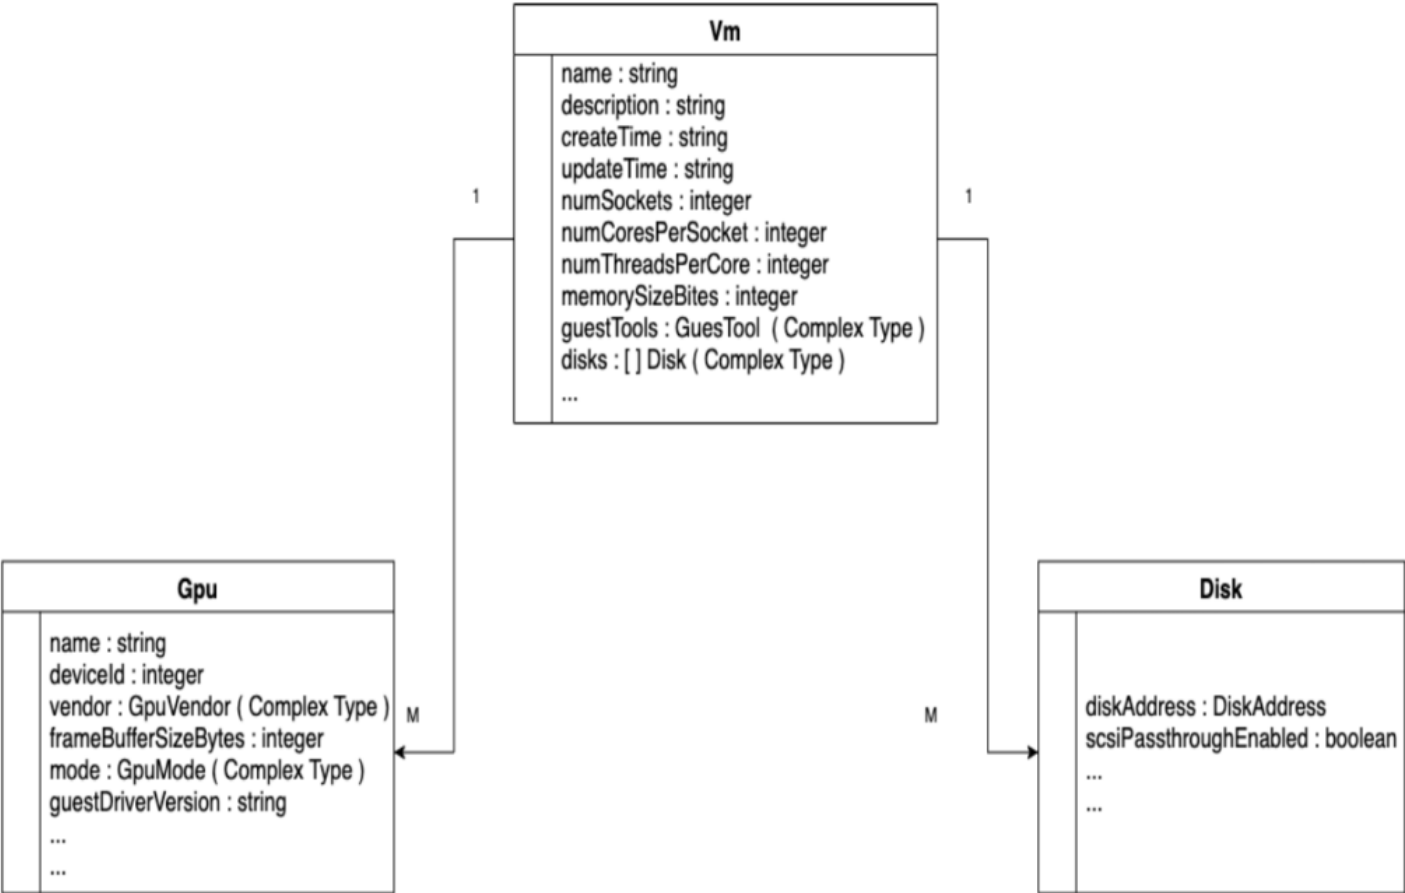 Vm
name : string
description : string
createTime : string
updateTime : string
numSockets : integer
numCoresPerSocket : integer
numThreadsPerCore : integer
memorySizeBites : integer
guestTools : GuesTool ( Complex Type )
disks : [ ] Disk ( Complex Type )
...
1
1
Gpu
name : string
deviceId : integer
vendor : GpuVendor ( Complex Type )
frameBufferSizeBytes : integer
mode : GpuMode ( Complex Type )
guestDriverVersion : string
...
...
M
M
Disk
diskAddress : DiskAddress
scsiPassthroughEnabled : boolean
...
...